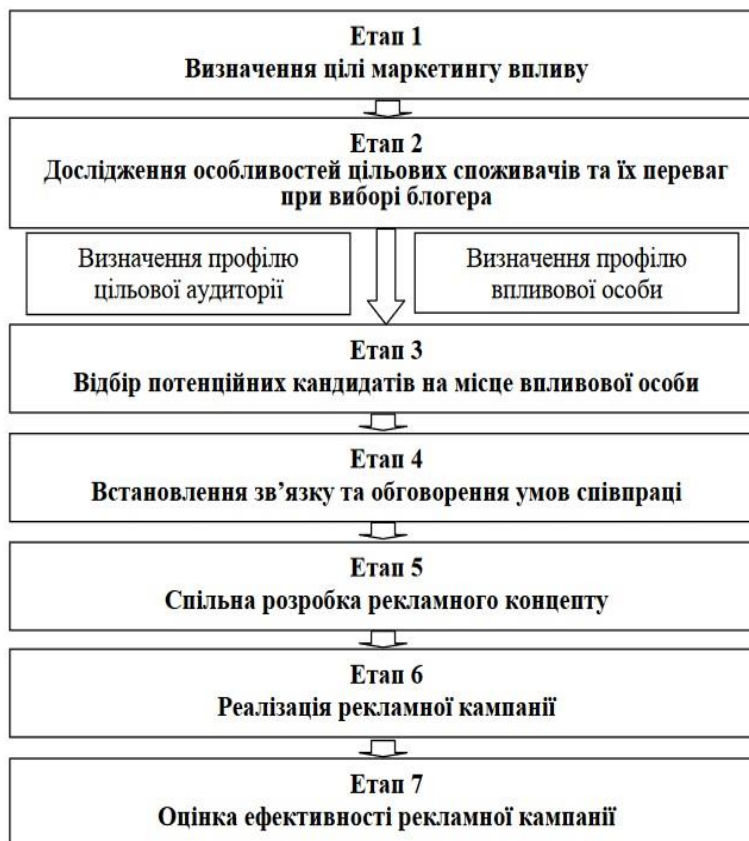 Етап 1
Визначення цілі маркетингу впливу
Етап 2
Дослідження особливостей цільових споживачів та їх переваг
при виборі блогера
Визначення профілю
цільової аудиторії
Визначення профілю
впливової особи
Етап 3
Відбір потенційних кандидатів на місце впливової особи
Етап 4
Встановлення зв’язку та обговорення умов співпраці
Етап 5
Спільна розробка рекламного концепту
Етап 6
Реалізація рекламної кампанії
Етап 7
Оцінка ефективності рекламної кампанії